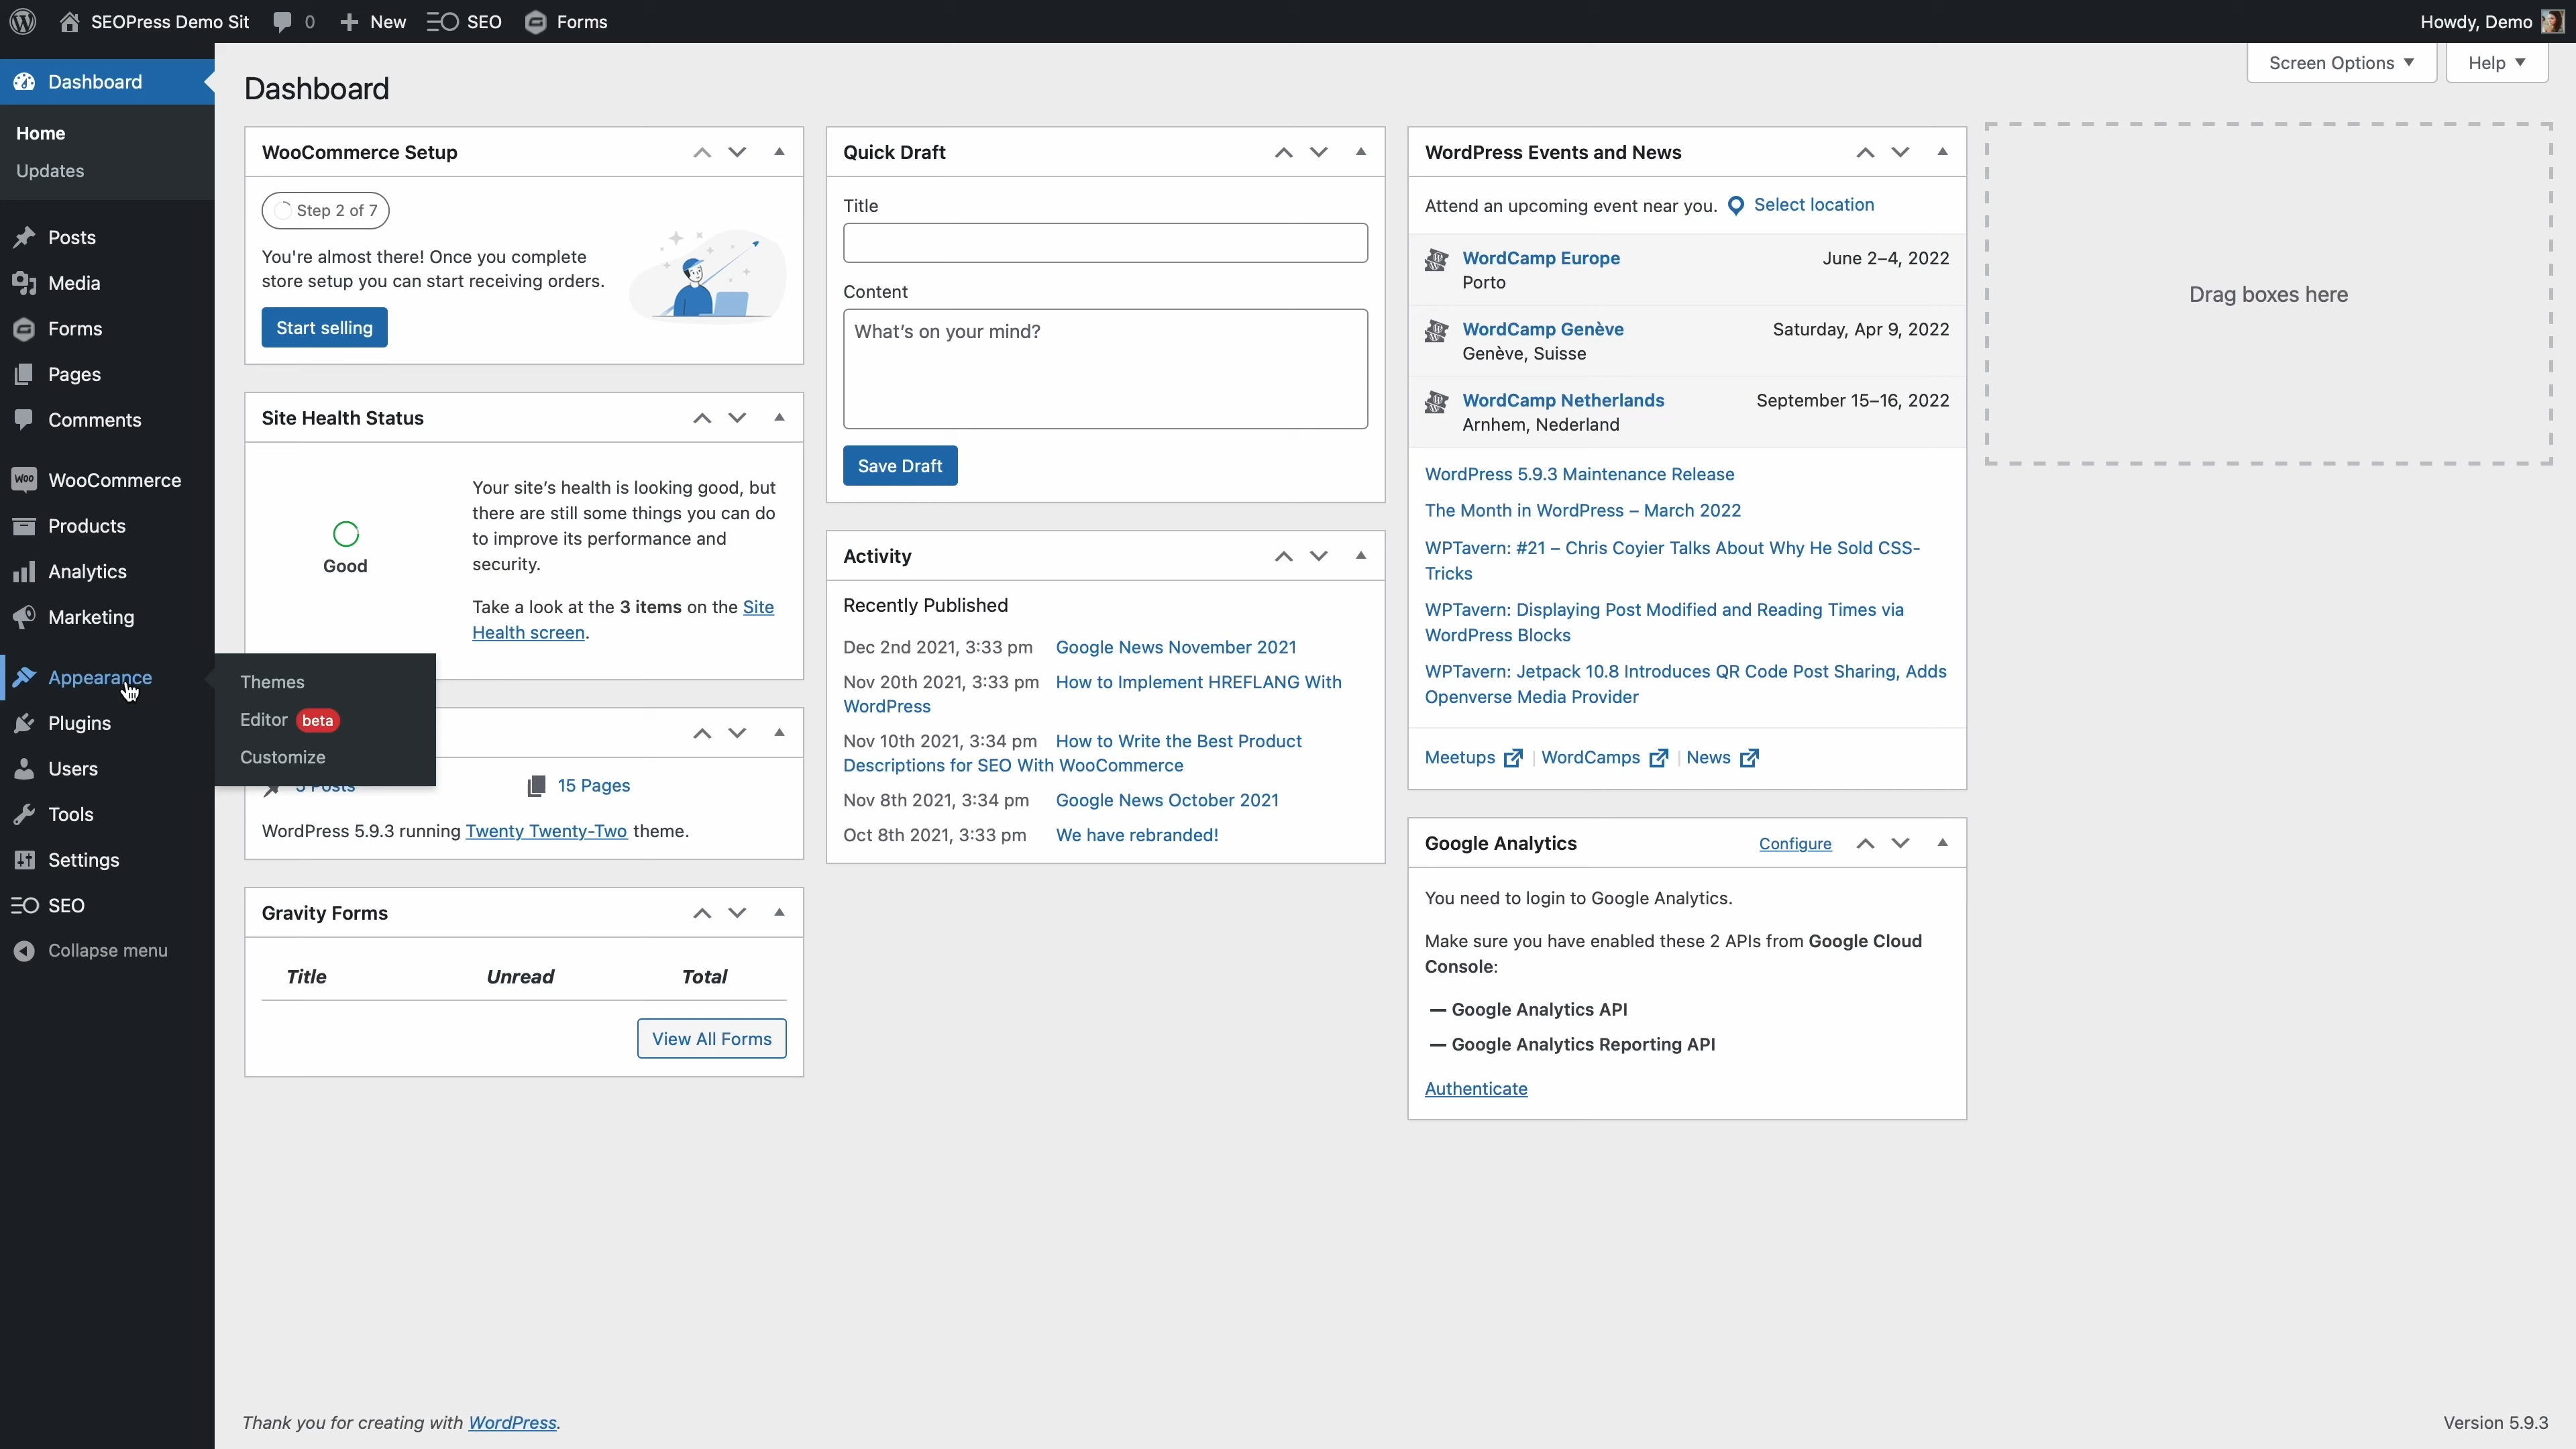 SEOPress Demo Sit 0 New SEO Forms Howdy, Demo
Screen Options Help
Dashboard
Home
Updates
Posts
Media
Forms
Pages
Comments
WOO WooCommerce
Products
Analytics
Marketing
Appearance
Plugins
Users
Tools
Settings
SEO
Collapse menu
Themes
Editor beta
Customize
Dashboard
WooCommerce Setup
Step 2 of 7
You're almost there! Once you complete
store setup you can start receiving orders.
Start selling
Site Health Status
Good
Your site's health is looking good, but
there are still some things you can do
to improve its performance and
security.
Take a look at the 3 items on the Site
Health screen.
5 Posts
15 Pages
WordPress 5.9.3 running Twenty Twenty-Two theme.
Gravity Forms
Title Unread Total
View All Forms
Quick Draft
Title
Content
What's on your mind?
Save Draft
Activity
Recently Published
Dec 2nd 2021, 3:33 pm Google News November 2021
Nov 20th 2021, 3:33 pm How to Implement HREFLANG With
WordPress
Nov 10th 2021, 3:34 pm How to Write the Best Product
Descriptions for SEO With WooCommerce
Nov 8th 2021, 3:34 pm Google News October 2021
Oct 8th 2021, 3:33 pm We have rebranded!
WordPress Events and News
Attend an upcoming event near you. Select location
WordCamp Europe June 2–4, 2022
Porto
WordCamp Genève Saturday, Apr 9, 2022
Genève, Suisse
WordCamp Netherlands September 15–16, 2022
Arnhem, Nederland
WordPress 5.9.3 Maintenance Release
The Month in WordPress – March 2022
WPTavern: #21 – Chris Coyier Talks About Why He Sold CSS-
Tricks
WPTavern: Displaying Post Modified and Reading Times via
WordPress Blocks
WPTavern: Jetpack 10.8 Introduces QR Code Post Sharing, Adds
Openverse Media Provider
Meetups | WordCamps | News
Google Analytics Configure
You need to login to Google Analytics.
Make sure you have enabled these 2 APIs from Google Cloud
Console:
— Google Analytics API
— Google Analytics Reporting API
Authenticate
Drag boxes here
Thank you for creating with WordPress.
Version 5.9.3